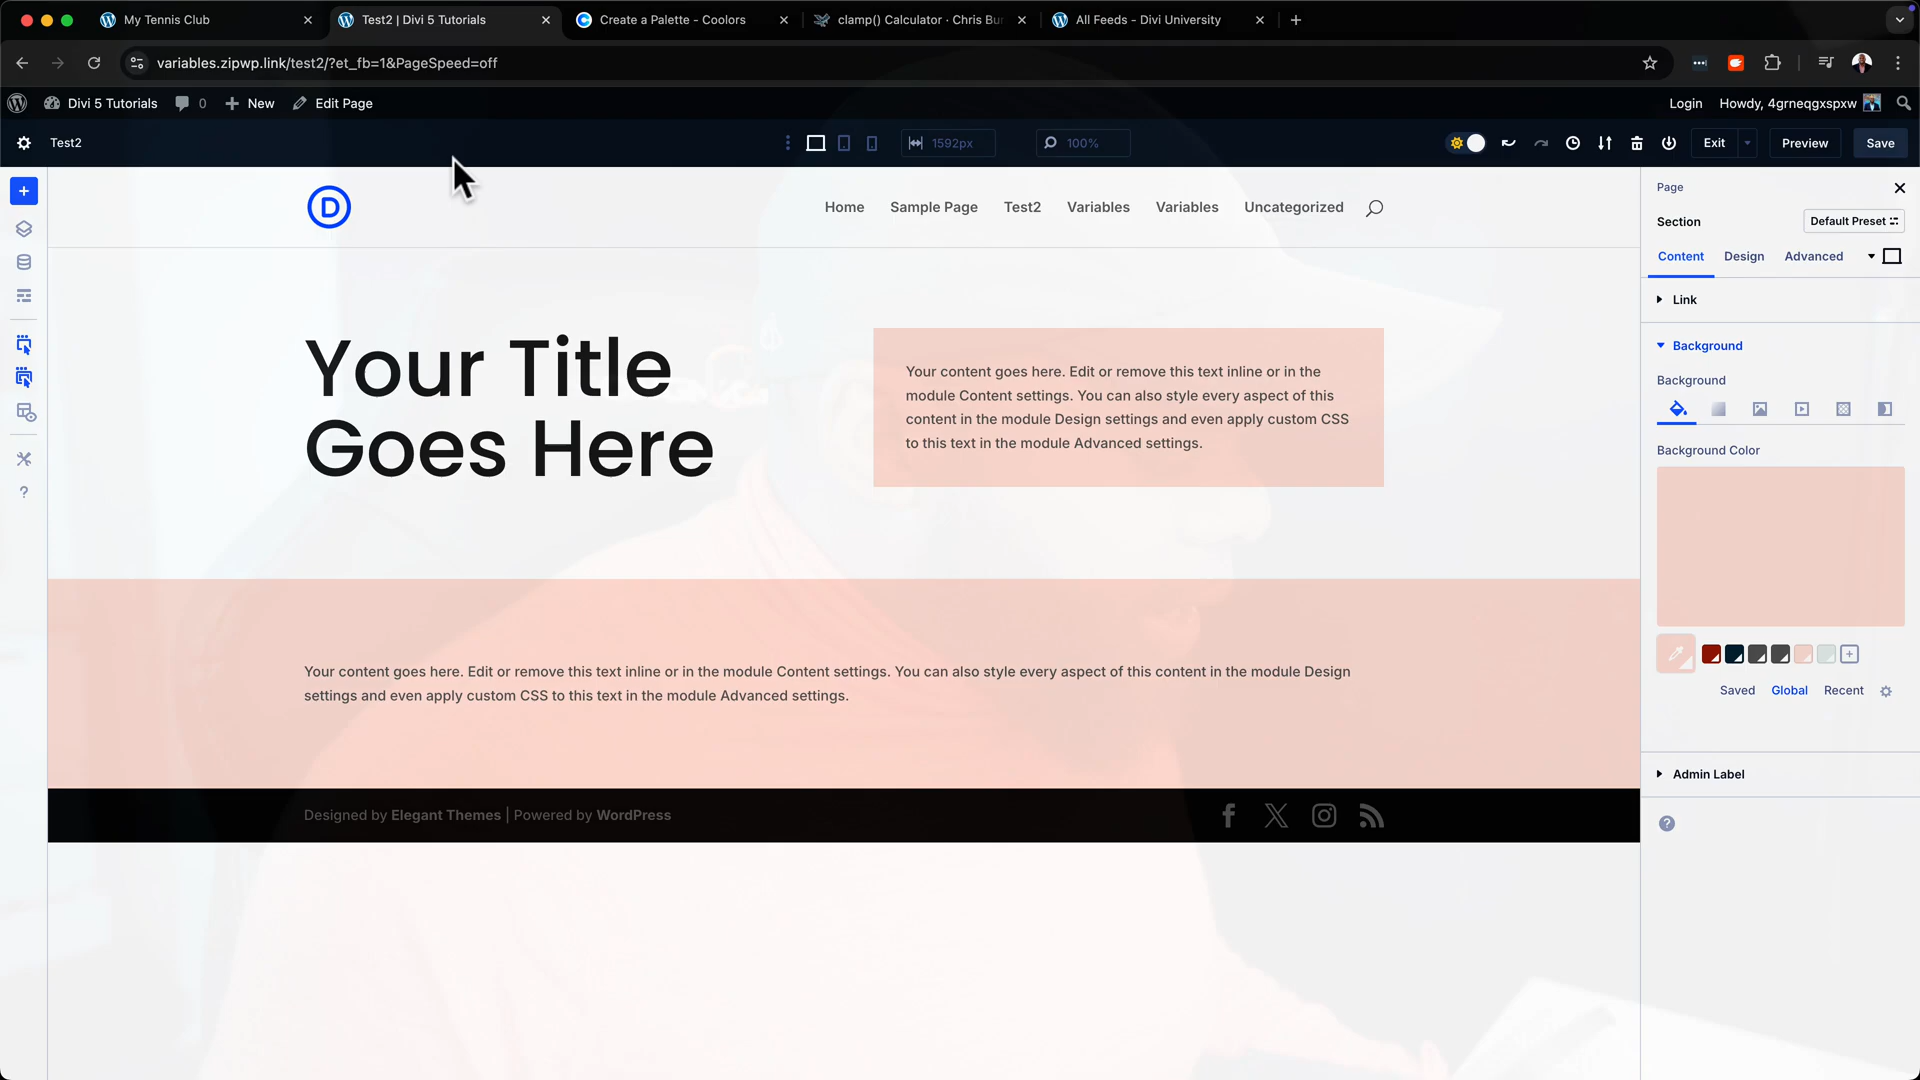 My Tennis Club
Test2 | Divi 5 Tutorials
Create a Palette - Coolors
clamp() Calculator · Chris Bur
All Feeds - Divi University
variables.zipwp.link/test2/?et_fb=1&PageSpeed=off
Divi 5 Tutorials
0
New
Edit Page
Login
Howdy, 4grneqgxspxw
Test2
1592px
100%
Exit
Preview
Save
D
Home
Sample Page
Test2
Variables
Variables
Uncategorized
Your Title
Goes Here
Your content goes here. Edit or remove this text inline or in the
module Content settings. You can also style every aspect of this
content in the module Design settings and even apply custom CSS
to this text in the module Advanced settings.
Your content goes here. Edit or remove this text inline or in the module Content settings. You can also style every aspect of this content in the module Design
settings and even apply custom CSS to this text in the module Advanced settings.
Designed by Elegant Themes | Powered by WordPress
Page
Section
Default Preset
Content
Design
Advanced
Link
Background
Background
Background Color
Saved
Global
Recent
Admin Label